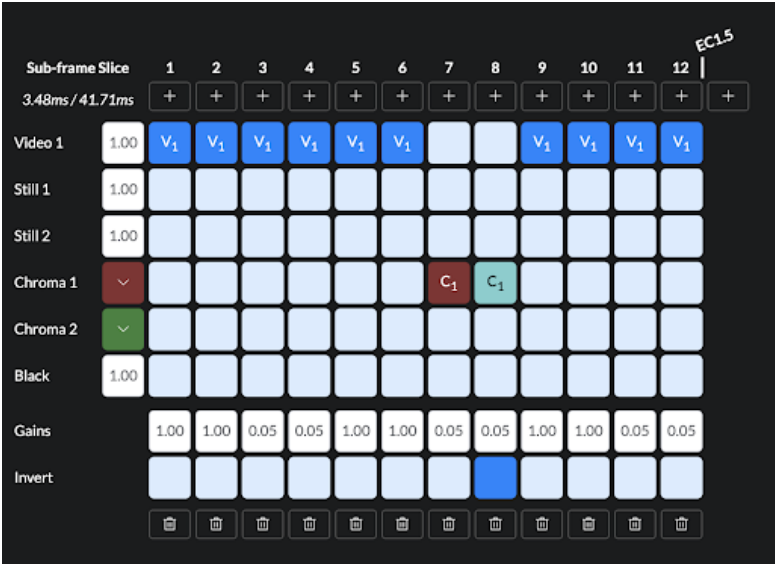 EC1.5
Sub-frame Slice 1 2 3 4 5 6 7 8 9 10 11 12
3.48ms / 41.71ms + + + + + + + + + + + + +
Video 1 1.00 V1 V1 V1 V1 V1 V1 V1 V1 V1 V1
Still 1 1.00
Still 2 1.00
Chroma 1 C1 C1
Chroma 2
Black 1.00
Gains 1.00 1.00 0.05 0.05 1.00 1.00 0.05 0.05 1.00 1.00 0.05 0.05
Invert